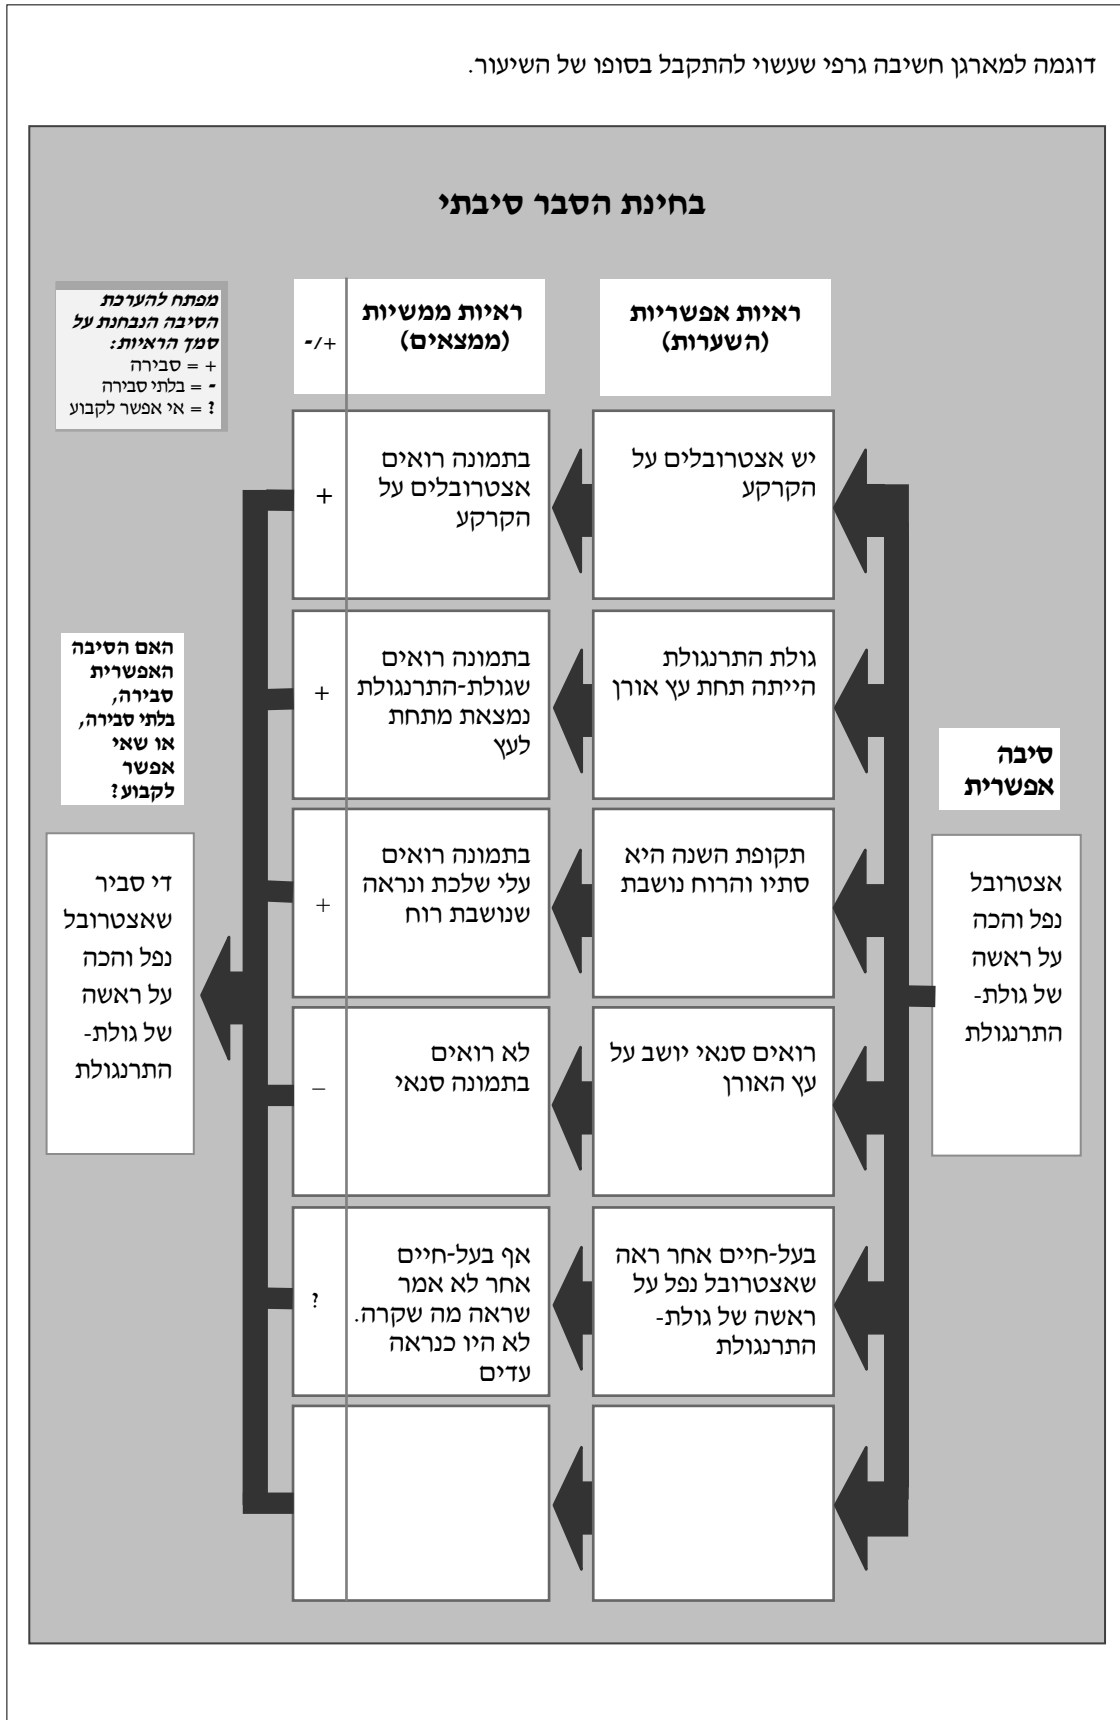 דוגמה למארגן חשיבה גרפי שעשוי להתקבל בסופו של השיעור.
בחינת הסבר סיבתי
ראיות אפשריות
(השערות)
ראיות ממשיות
(ממצאים)
+/-
מפתח להערכת
הסיבה הנבחנת על
סמך הראיות:
+ = סבירה
- = בלתי סבירה
? = אי אפשר לקבוע
סיבה
אפשרית
אצטרובל
נפל והכה
על ראשה
של גולת-
התרנגולת
יש אצטרובלים על
הקרקע
בתמונה רואים
אצטרובלים על
הקרקע
+
גולת התרנגולת
הייתה תחת עץ אורן
בתמונה רואים
שגולת-התרנגולת
נמצאת מתחת
לעץ
+
תקופת השנה היא
סתיו והרוח נושבת
בתמונה רואים
עלי שלכת ונראה
שנושבת רוח
+
רואים סנאי יושב על
עץ האורן
לא רואים
בתמונה סנאי
–
בעל-חיים אחר ראה
שאצטרובל נפל על
ראשה של גולת-
התרנגולת
אף בעל-חיים
אחר לא אמר
שראה מה שקרה.
לא היו כנראה
עדים
?
האם הסיבה
האפשרית
סבירה,
בלתי סבירה,
או שאי
אפשר
לקבוע?
די סביר
שאצטרובל
נפל והכה
על ראשה
של גולת-
התרנגולת